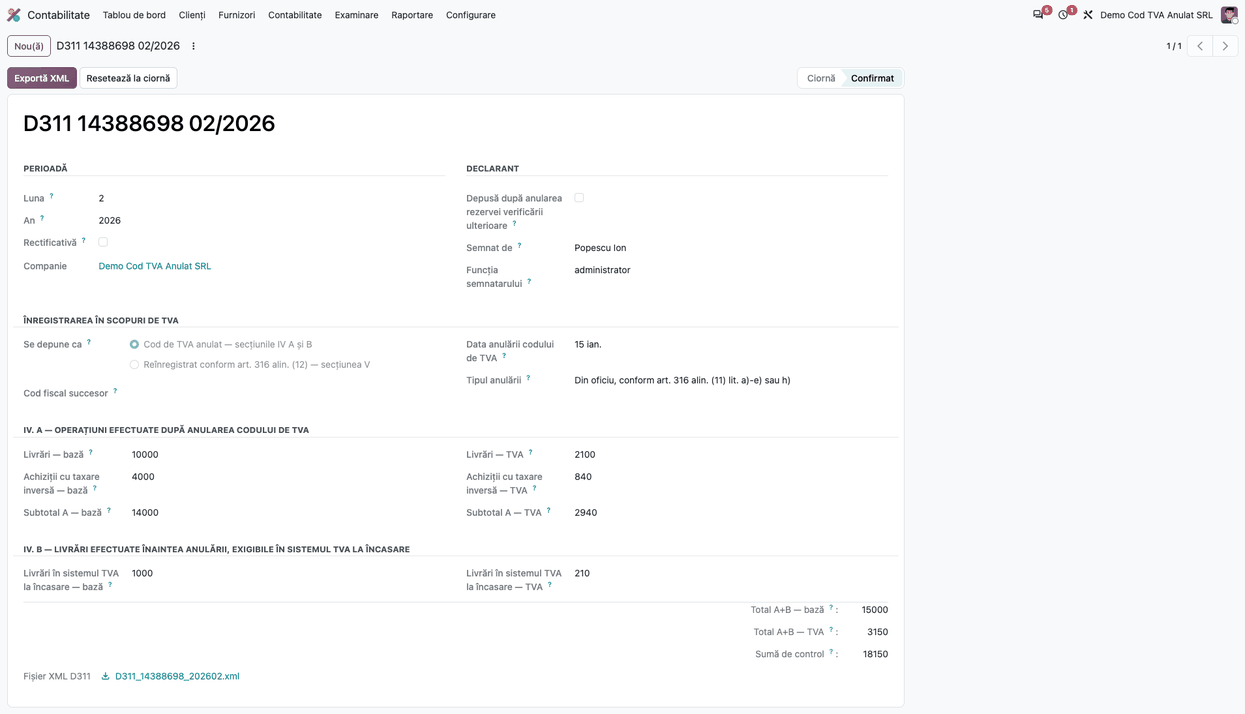 Contabilitate Tablou de bord Clienți Furnizori Contabilitate Examinare Raportare Configurare 5 1 Demo Cod TVA Anulat SRL
Nou(ă) D311 14388698 02/2026 1 / 1
Exportă XML Resetează la ciornă Ciornă Confirmat
D311 14388698 02/2026
PERIOADĂ
Luna ? 2
An ? 2026
Rectificativă ?
Companie Demo Cod TVA Anulat SRL
DECLARANT
Depusă după anularea
rezervei verificării
ulterioare ?
Semnat de ? Popescu Ion
Funcția administrator
semnatarului ?
ÎNREGISTRAREA ÎN SCOPURI DE TVA
Se depune ca ? Cod de TVA anulat — secțiunile IV A și B
Reînregistrat conform art. 316 alin. (12) — secțiunea V
Cod fiscal succesor ?
Data anulării codului 15 ian.
de TVA ?
Tipul anulării ? Din oficiu, conform art. 316 alin. (11) lit. a)-e) sau h)
IV. A — OPERAȚIUNI EFECTUATE DUPĂ ANULAREA CODULUI DE TVA
Livrări — bază ? 10000 Livrări — TVA ? 2100
Achiziții cu taxare 4000 Achiziții cu taxare 840
inversă — bază ? inversă — TVA ?
Subtotal A — bază ? 14000 Subtotal A — TVA ? 2940
IV. B — LIVRĂRI EFECTUATE ÎNAINTEA ANULĂRII, EXIGIBILE ÎN SISTEMUL TVA LA ÎNCASARE
Livrări în sistemul TVA 1000 Livrări în sistemul TVA 210
la încasare — bază ? la încasare — TVA ?
Total A+B — bază ? : 15000
Total A+B — TVA ? : 3150
Sumă de control ? : 18150
Fișier XML D311 D311_14388698_202602.xml